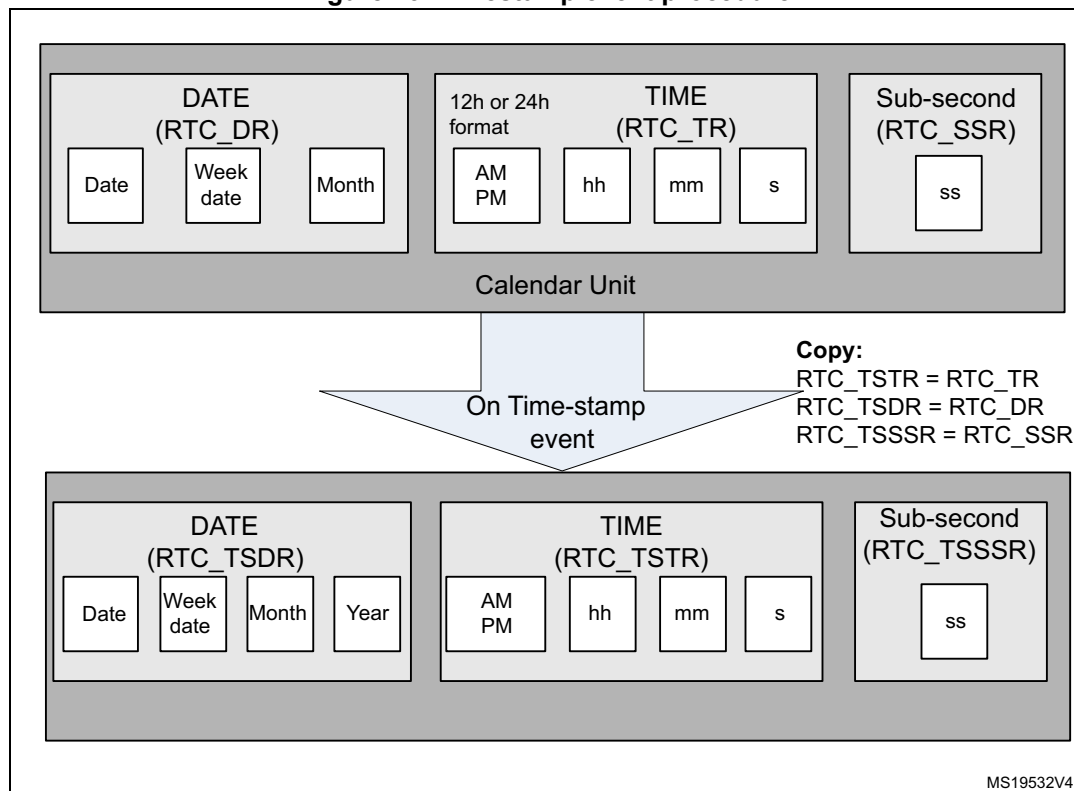 DATE
(RTC_DR)
Date
Week
date
Month
12h or 24h
format
TIME
(RTC_TR)
AM
PM
hh
mm
s
Sub-second
(RTC_SSR)
ss
Calendar Unit
On Time-stamp
event
Copy:
RTC_TSTR = RTC_TR
RTC_TSDR = RTC_DR
RTC_TSSSR = RTC_SSR
DATE
(RTC_TSDR)
Date
Week
date
Month
Year
TIME
(RTC_TSTR)
AM
PM
hh
mm
s
Sub-second
(RTC_TSSSR)
ss
MS19532V4